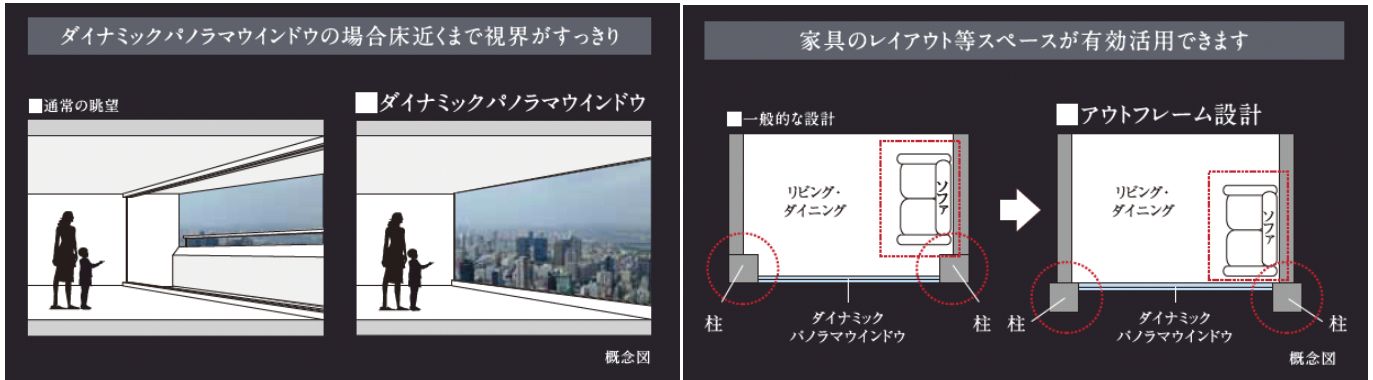 ダイナミックパノラマウインドウの場合床近くまで視界がすっきり
■通常の眺望
■ダイナミックパノラマウインドウ
概念図
家具のレイアウト等スペースが有効活用できます
■一般的な設計
リビング・
ダイニング
ソファ
柱
ダイナミック
パノラマウインドウ
柱
■アウトフレーム設計
リビング・
ダイニング
ソファ
柱
ダイナミック
パノラマウインドウ
柱
概念図